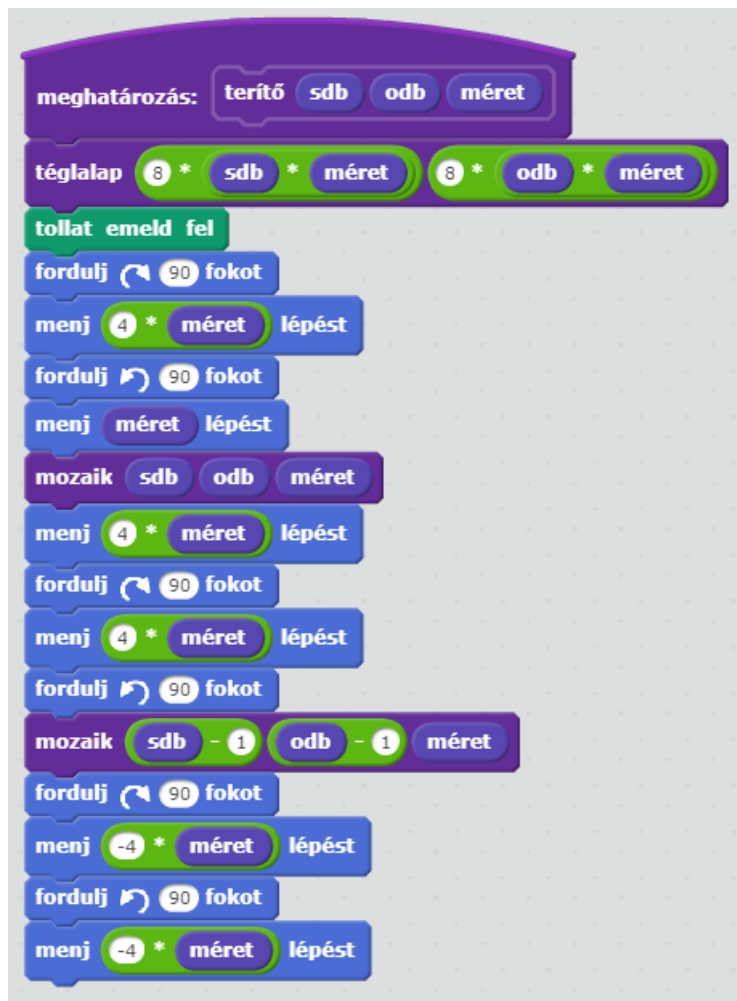 meghatározás: terítő sdb odb méret
téglalap 8 * sdb * méret 8 * odb * méret
tollat emeld fel
fordulj 90 fokot
menj 4 * méret lépést
fordulj 90 fokot
menj méret lépést
mozaik sdb odb méret
menj 4 * méret lépést
fordulj 90 fokot
menj 4 * méret lépést
fordulj 90 fokot
mozaik sdb - 1 odb - 1 méret
fordulj 90 fokot
menj -4 * méret lépést
fordulj 90 fokot
menj -4 * méret lépést